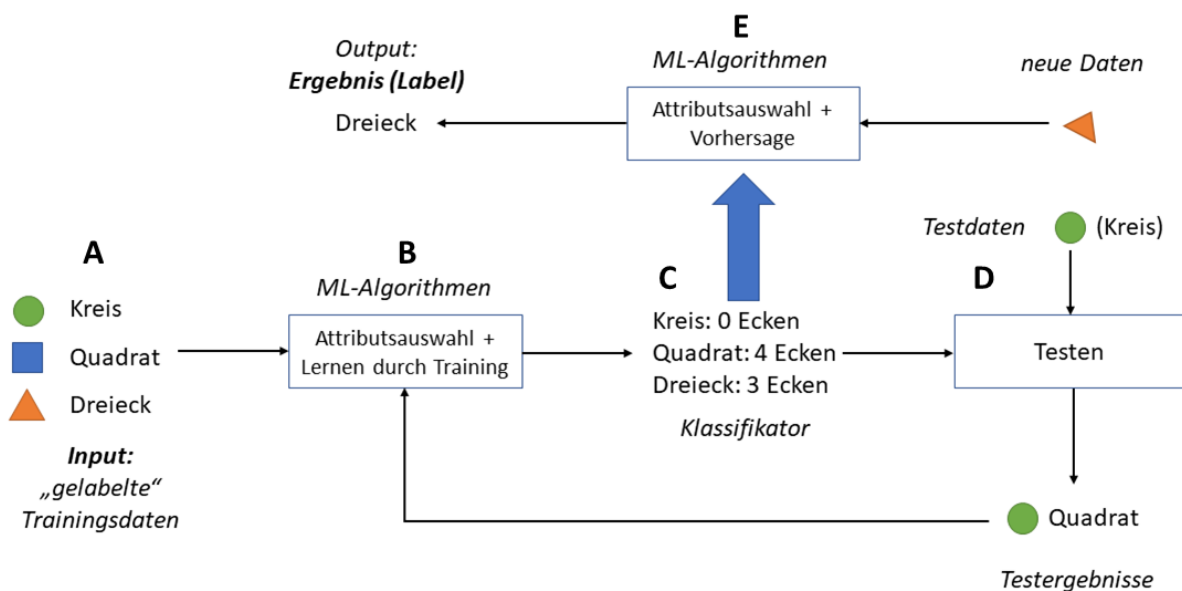 E
Output:
ML-Algorithmen
neue Daten
Ergebnis (Label)
Dreieck
Attributsauswahl +
Vorhersage
Testdaten
(Kreis)
A
B
C
D
ML-Algorithmen
Kreis
Quadrat
Dreieck
Attributsauswahl +
Lernen durch Training
Kreis: 0 Ecken
Quadrat: 4 Ecken
Dreieck: 3 Ecken
Klassifikator
Testen
Input:
„gelabelte“
Trainingsdaten
Quadrat
Testergebnisse